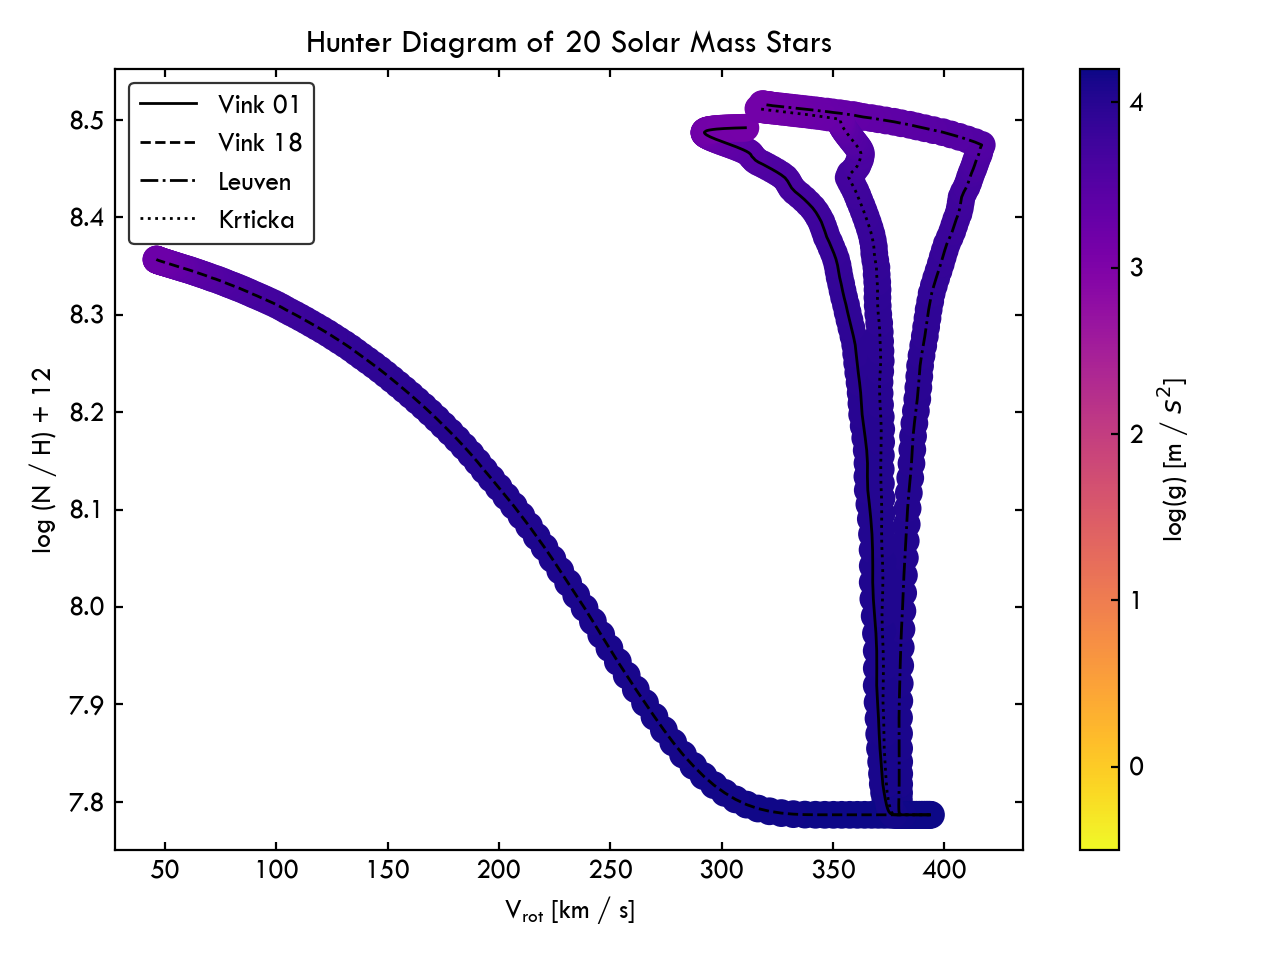 Hunter Diagram of 20 Solar Mass Stars
Vink 01
Vink 18
Leuven
Krticka
8.5
8.4
8.3
8.2
8.1
8.0
7.9
7.8
log (N / H) + 12
50 100 150 200 250 300 350 400
V_rot [km / s]
4
3
2
1
0
log(g) [m / s²]